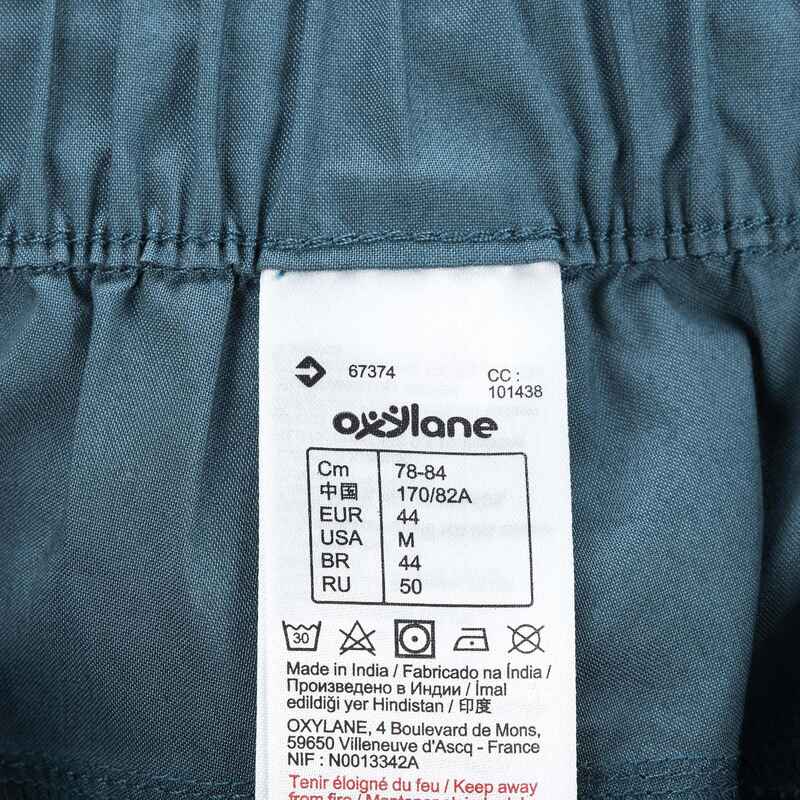 67374
CC :
101438
oxylane
Cm 78-84
中国 170/82A
EUR 44
USA M
BR 44
RU 50
30
Made in India / Fabricado na Índia /
Произведено в Индии / İmal
edildiği yer Hindistan / 印度
OXYLANE, 4 Boulevard de Mons,
59650 Villeneuve d'Ascq - France
NIF : N0013342A
Tenir éloigné du feu / Keep away
from fire /